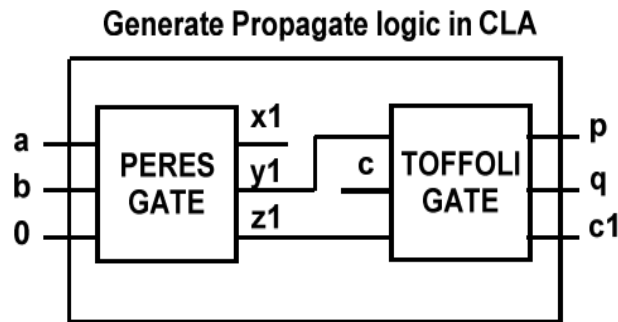 Generate Propagate logic in CLA
a
b
0
PERES
GATE
x1
y1
z1
c
TOFFOLI
GATE
p
q
c1